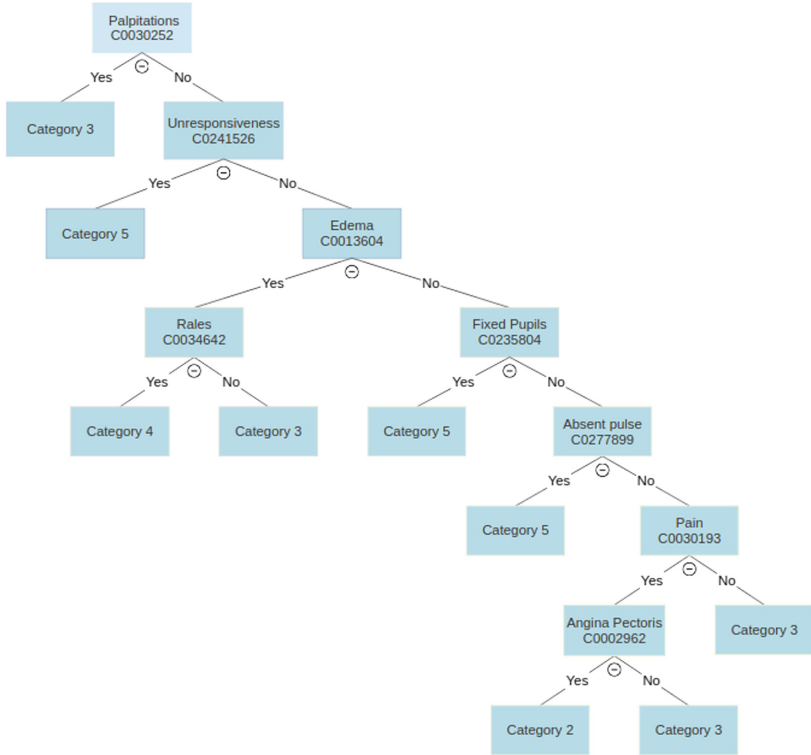 Palpitations
C0030252
Yes
No
Category 3
Unresponsiveness
C0241526
Yes
No
Category 5
Edema
C0013604
Yes
No
Rales
C0034642
Fixed Pupils
C0235804
Yes
No
Yes
No
Category 4
Category 3
Category 5
Absent pulse
C0277899
Yes
No
Category 5
Pain
C0030193
Yes
No
Angina Pectoris
C0002962
Category 3
Yes
No
Category 2
Category 3